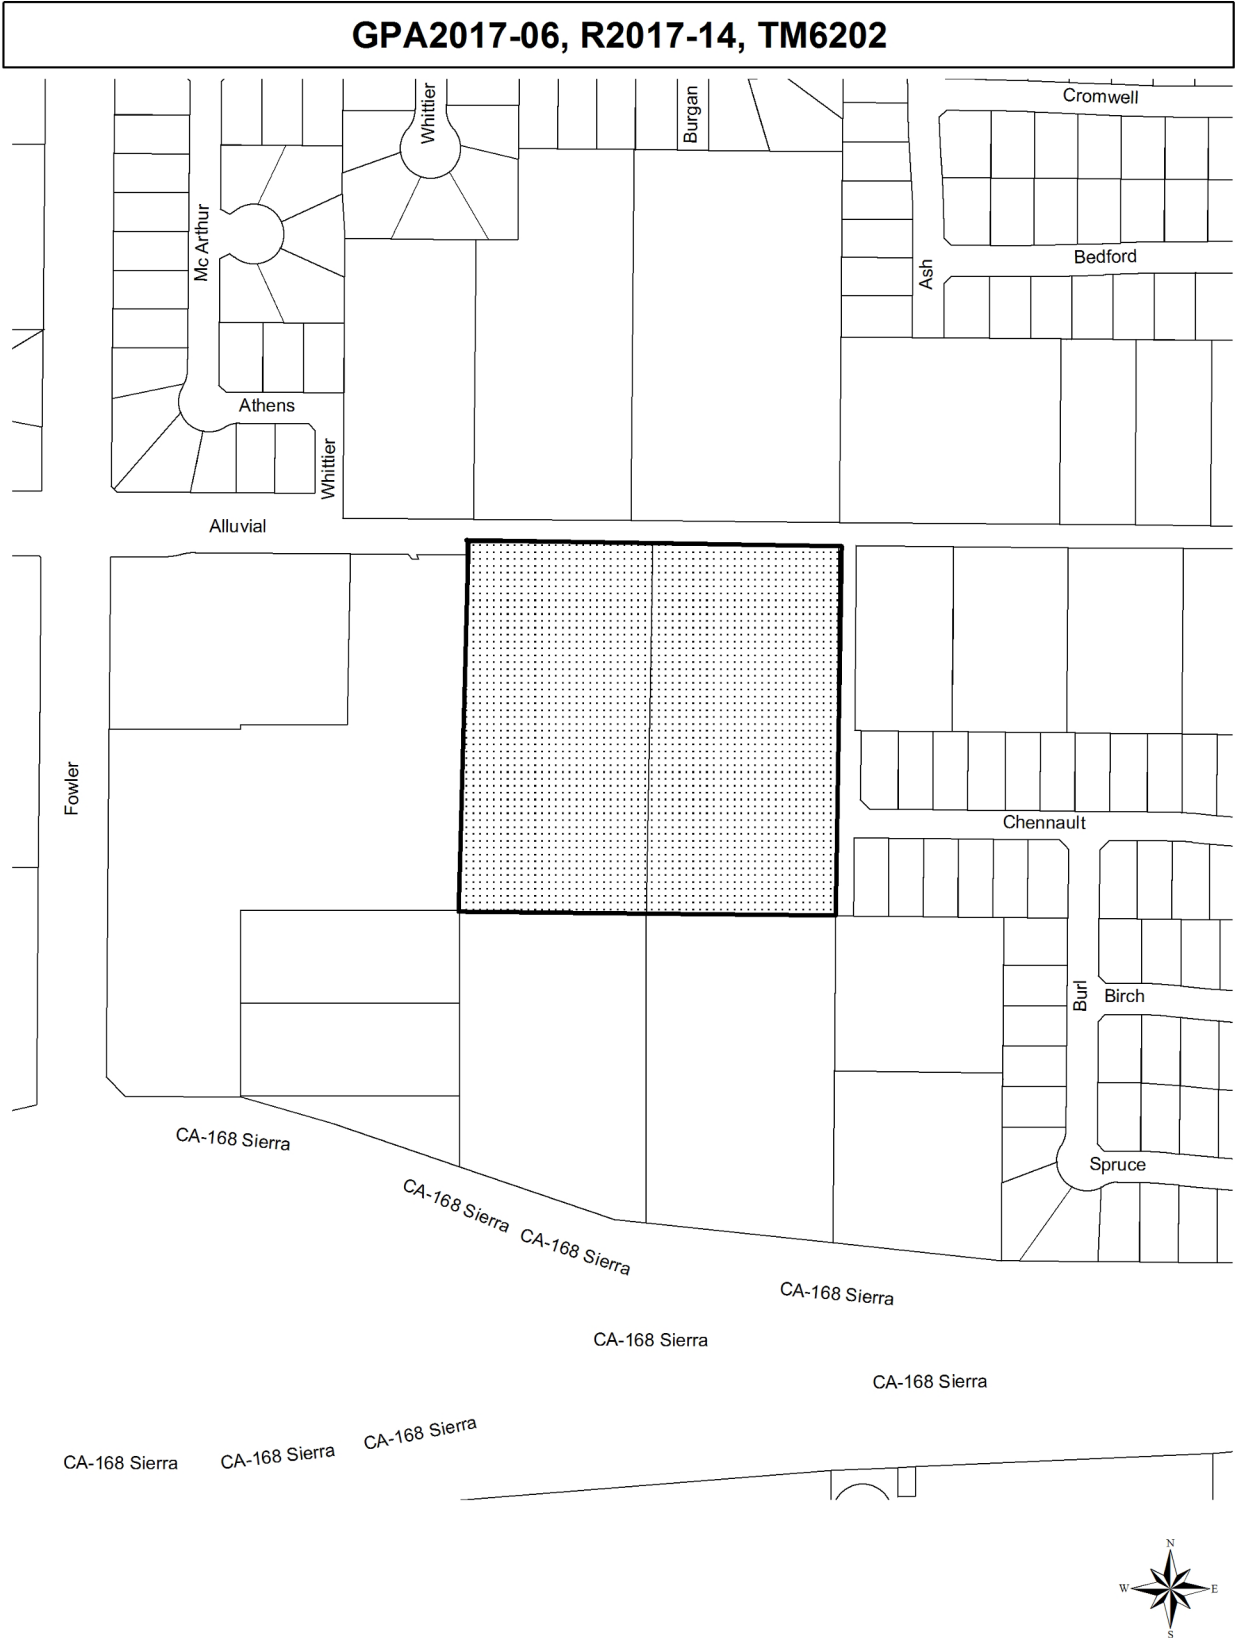 GPA2017-06, R2017-14, TM6202
Cromwell
Whittier
Burgan
Mc Arthur
Bedford
Ash
Athens
Whittier
Alluvial
Fowler
Chennault
Burl
Birch
CA-168 Sierra
Spruce
CA-168 Sierra
CA-168 Sierra
CA-168 Sierra
CA-168 Sierra
CA-168 Sierra
CA-168 Sierra
CA-168 Sierra
CA-168 Sierra
N
W
E
S